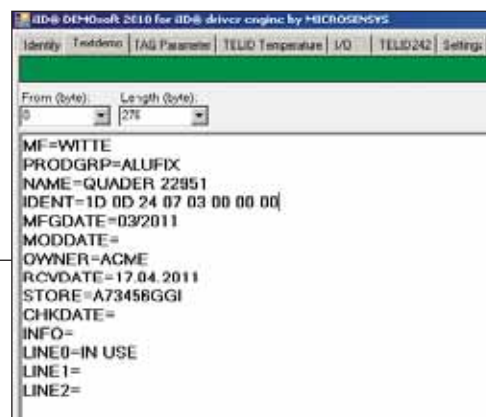 iID® DEMOsoft 2010 for iID® driver engine by MICROSENSYS
Identity Textdemo TAG Parameter TELID Temperature I/O TELID242 Settings
From (byte): Length (byte):
0 276
MF=WITTE
PRODGRP=ALUFIX
NAME=QUADER 22951
IDENT=1D 0D 24 07 03 00 00 00
MFGDATE=03/2011
MODDATE=
OWNER=ACME
RCVDATE=17.04.2011
STORE=A73456GGI
CHKDATE=
INFO=
LINE0=IN USE
LINE1=
LINE2=